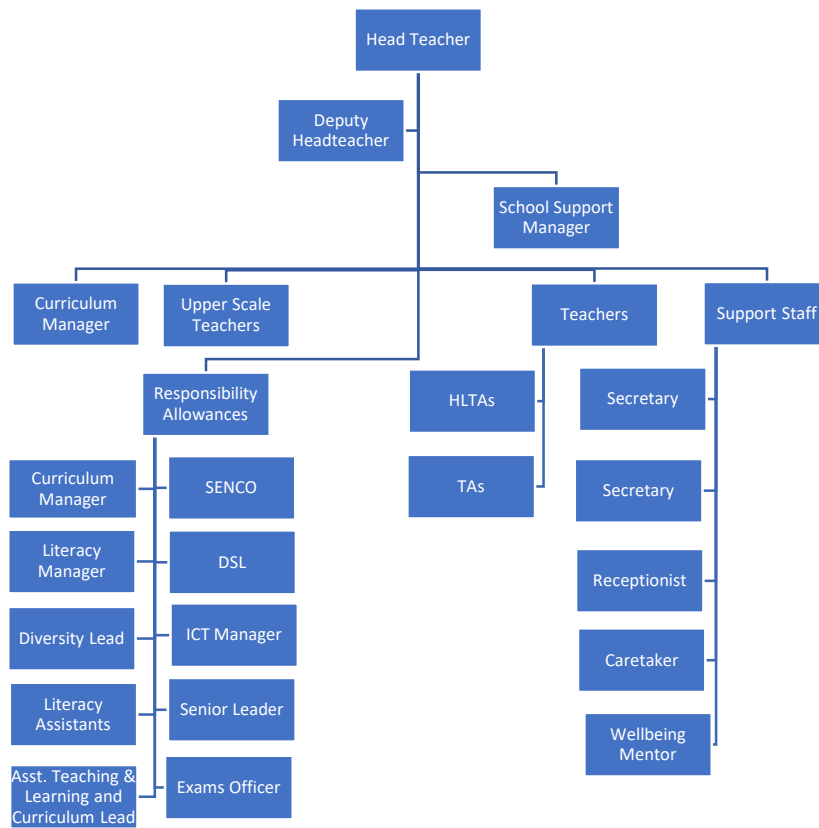 Head Teacher
Deputy
Headteacher
School Support
Manager
Curriculum
Manager
Upper Scale
Teachers
Teachers
Support Staff
Responsibility
Allowances
HLTAs
Secretary
Curriculum
Manager
SENCO
TAs
Secretary
Literacy
Manager
DSL
Receptionist
Diversity Lead
ICT Manager
Caretaker
Literacy
Assistants
Senior Leader
Wellbeing
Mentor
Asst. Teaching &
Learning and
Curriculum Lead
Exams Officer